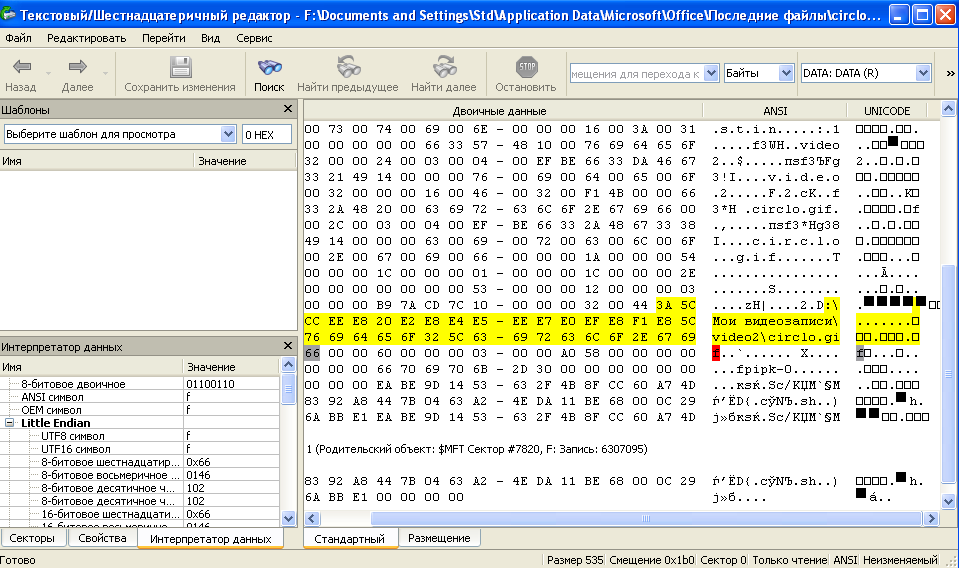 Текстовый/Шестнадцатеричный редактор - F:\Documents and Settings\Std\Application Data\Microsoft\Office\Последние файлы\circlo...
Файл Редактировать Перейти Вид Сервис
Назад Далее Сохранить изменения Поиск Найти предыдущее Найти далее STOP Остановить мещения для перехода к Байты DATA: DATA (R) »
Шаблоны
Выберите шаблон для просмотра 0 HEX
Имя Значение
Интерпретатор данных
Имя Значение
8-битовое двоичное 01100110
ANSI символ f
OEM символ f
Little Endian
UTF8 символ f
UTF16 символ f
8-битовое шестнадцатир... 0x66
8-битовое восьмеричное ... 0146
8-битовое десятичное ч... 102
8-битовое десятичное ч... 102
16-битовое шестнадцати... 0x66
16-битовое восьмерично... 0146
Секторы Свойства Интерпретатор данных
Двоичные данные ANSI UNICODE
00 73 00 74 00 69 00 6E - 00 00 00 16 00 3A 00 31 .s.t.i.n.....:.1
00 00 00 00 00 66 33 57 - 48 10 00 76 69 64 65 6F .....f3WH..video
32 00 00 24 00 03 00 04 - 00 EF BE 66 33 DA 46 67 2..$.....пѕf3ЪFg
33 21 49 14 00 00 00 76 - 00 69 00 64 00 65 00 6F 3!I....v.i.d.e.o
00 32 00 00 00 16 00 46 - 00 32 00 F1 4B 00 00 66
33 2A 48 20 00 63 69 72 - 63 6C 6F 2E 67 69 66 00 3*H .circlo.gif.
00 2C 00 03 00 04 00 EF - BE 66 33 2A 48 67 33 38 .,.....пѕf3*Hg38
49 14 00 00 00 63 00 69 - 00 72 00 63 00 6C 00 6F I....c.i.r.c.l.o
00 2E 00 67 00 69 00 66 - 00 00 00 1A 00 00 00 54 ...g.i.f.......T
00 00 00 1C 00 00 00 01 - 00 00 00 1C 00 00 00 2E
00 00 00 00 00 00 00 53 - 00 00 00 12 00 00 00 03 .......S........
00 00 00 B9 7A CD 7C 10 - 00 00 00 32 00 44 3A 5C ....zН|....2.D:\
CC EE E8 20 E2 E8 E4 E5 - EE E7 E0 EF E8 F1 E8 5C Мои видеозаписи\
76 69 64 65 6F 32 5C 63 - 69 72 63 6C 6F 2E 67 69 video2\circlo.gi
66 00 00 60 00 00 00 03 - 00 00 00 A0 58 00 00 00 f..`....... X...
00 00 00 66 70 69 70 6B - 2D 30 00 00 00 00 00 00 ...fpipk-0......
00 00 00 EA BE 9D 14 53 - 63 2F 4B 8F CC 60 A7 4D ...кѕќ.Sc/KЏМ`§M
83 92 A8 44 7B 04 63 A2 - 4E DA 11 BE 68 00 0C 29
6A BB E1 EA BE 9D 14 53 - 63 2F 4B 8F CC 60 A7 4D j»бкѕќ.Sc/KЏМ`§M
1 (Родительский объект: $MFT Сектор #7820, F: Запись: 6307095)
83 92 A8 44 7B 04 63 A2 - 4E DA 11 BE 68 00 0C 29
6A BB E1 00 00 00 00 j»б....
Стандартный Размещение
Готово Размер 535 Смещение 0x1b0 Сектор 0 Только чтение ANSI Неизменяемый